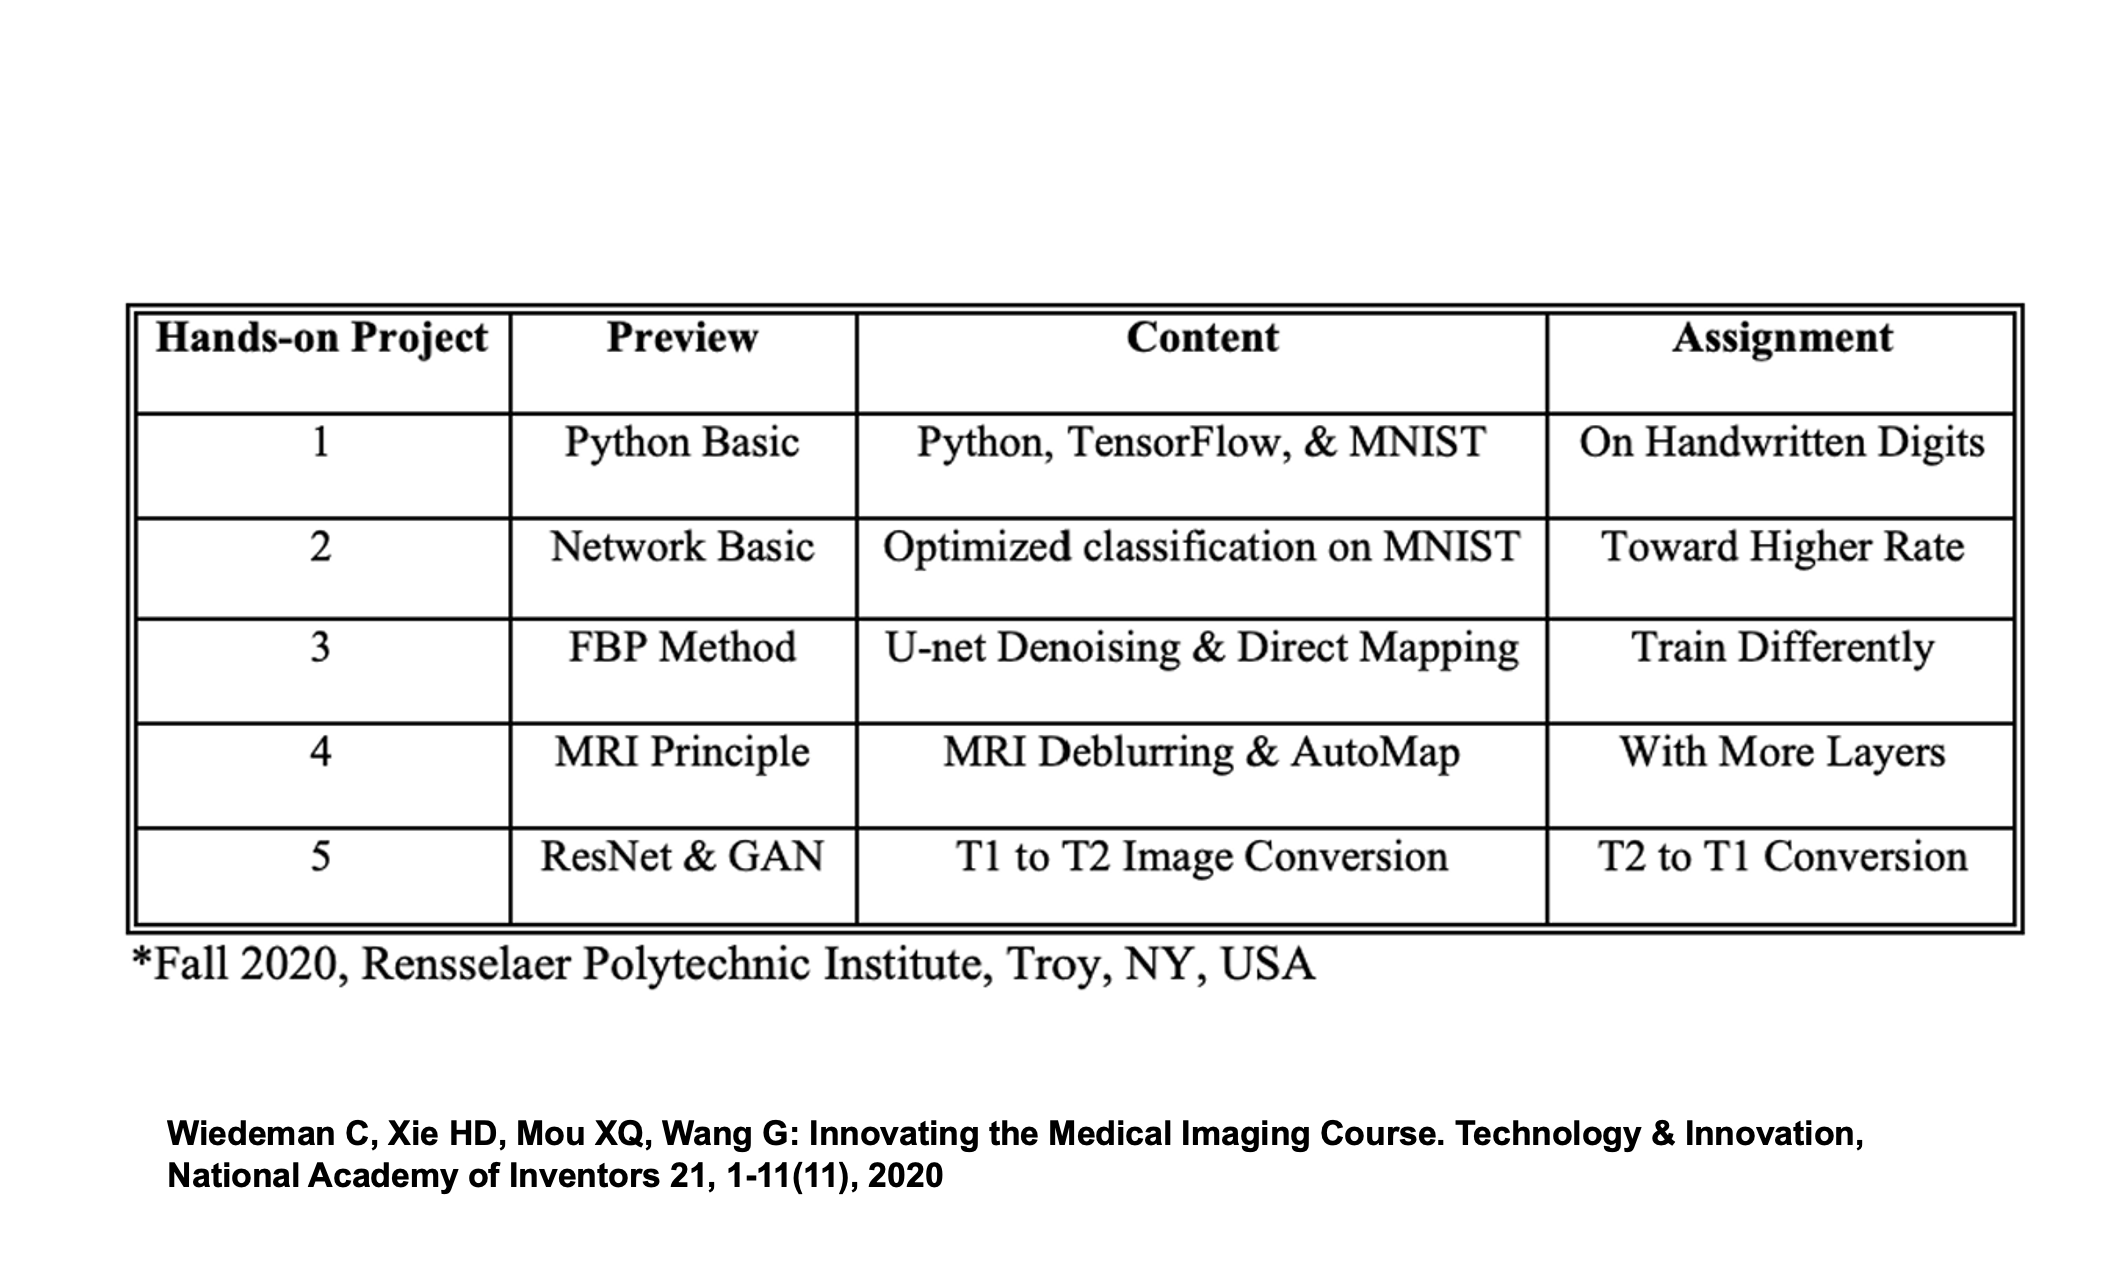 Hands-on Project Preview Content Assignment
1 Python Basic Python, TensorFlow, & MNIST On Handwritten Digits
2 Network Basic Optimized classification on MNIST Toward Higher Rate
3 FBP Method U-net Denoising & Direct Mapping Train Differently
4 MRI Principle MRI Deblurring & AutoMap With More Layers
5 ResNet & GAN T1 to T2 Image Conversion T2 to T1 Conversion
*Fall 2020, Rensselaer Polytechnic Institute, Troy, NY, USA
Wiedeman C, Xie HD, Mou XQ, Wang G: Innovating the Medical Imaging Course. Technology & Innovation,
National Academy of Inventors 21, 1-11(11), 2020